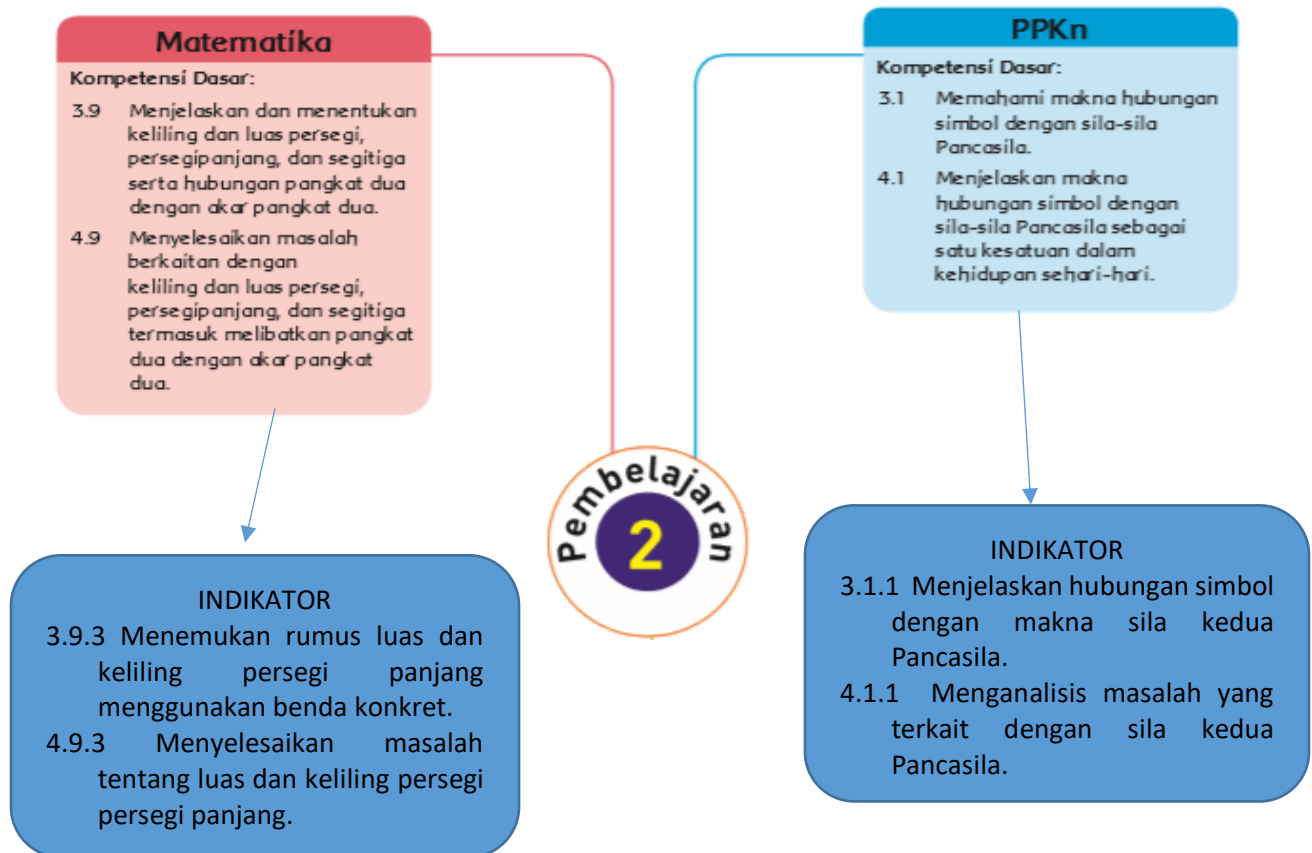 Matematika
Kompetensi Dasar:
3.9 Menjelaskan dan menentukan
keliling dan luas persegi,
persegipanjang, dan segitiga
serta hubungan pangkat dua
dengan akar pangkat dua.
4.9 Menyelesaikan masalah
berkaitan dengan
keliling dan luas persegi,
persegipanjang, dan segitiga
termasuk melibatkan pangkat
dua dengan akar pangkat
dua.
PPKn
Kompetensi Dasar:
3.1 Memahami makna hubungan
simbol dengan sila-sila
Pancasila.
4.1 Menjelaskan makna
hubungan simbol dengan
sila-sila Pancasila sebagai
satu kesatuan dalam
kehidupan sehari-hari.
Pembelajaran
2
INDIKATOR
3.9.3 Menemukan rumus luas dan
keliling persegi panjang
menggunakan benda konkret.
4.9.3 Menyelesaikan masalah
tentang luas dan keliling persegi
persegi panjang.
INDIKATOR
3.1.1 Menjelaskan hubungan simbol
dengan makna sila kedua
Pancasila.
4.1.1 Menganalisis masalah yang
terkait dengan sila kedua
Pancasila.